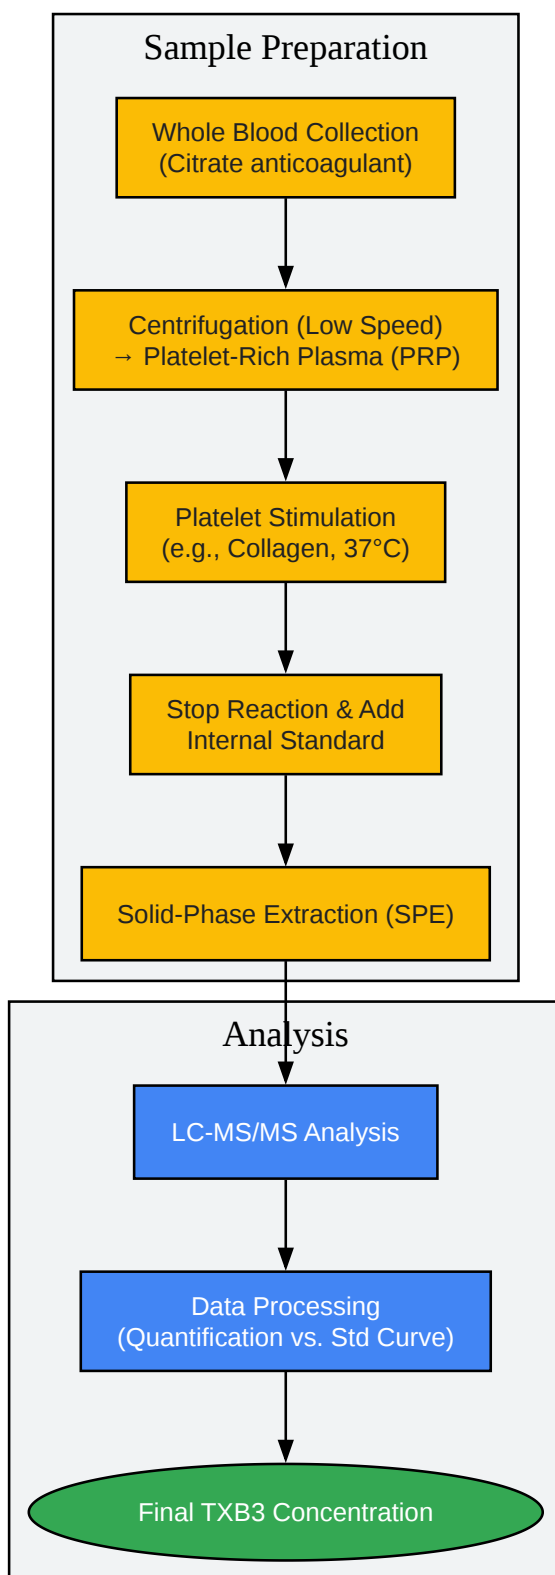 Sample Preparation
Whole Blood Collection
(Citrate anticoagulant)
Centrifugation (Low Speed)
→ Platelet-Rich Plasma (PRP)
Platelet Stimulation
(e.g., Collagen, 37°C)
Stop Reaction & Add
Internal Standard
Solid-Phase Extraction (SPE)
Analysis
LC-MS/MS Analysis
Data Processing
(Quantification vs. Std Curve)
Final TXB3 Concentration